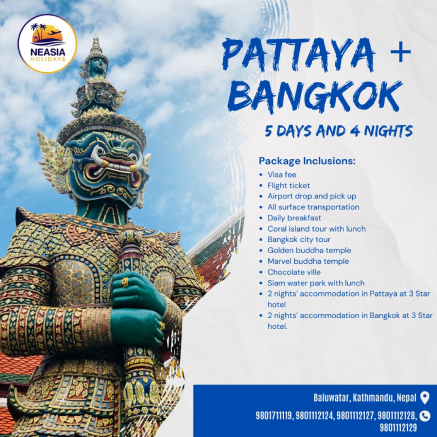 NEASIA
HOLIDAYS
PATTAYA +
BANGKOK
5 DAYS AND 4 NIGHTS
Package Inclusions:
• Visa fee
• Flight ticket
• Airport drop and pick up
• All surface transportation
• Daily breakfast
• Coral island tour with lunch
• Bangkok city tour
• Golden buddha temple
• Marvel buddha temple
• Chocolate ville
• Siam water park with lunch
• 2 nights' accommodation in Pattaya at 3 Star
hotel
• 2 nights' accommodation in Bangkok at 3 Star
hotel.
Baluwatar, Kathmandu, Nepal
9801711119, 9801112124, 9801112127, 9801112128,
9801112129